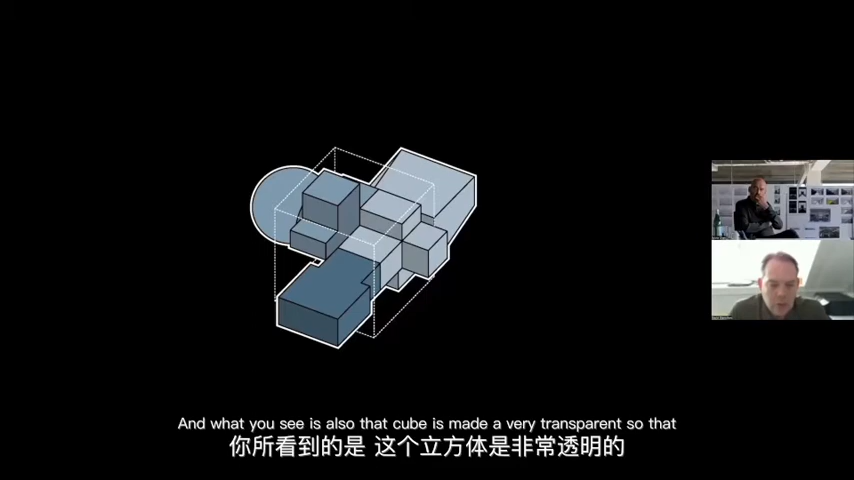 And what you see is also that cube is made a very transparent so that
你所看到的是 这个立方体是非常透明的